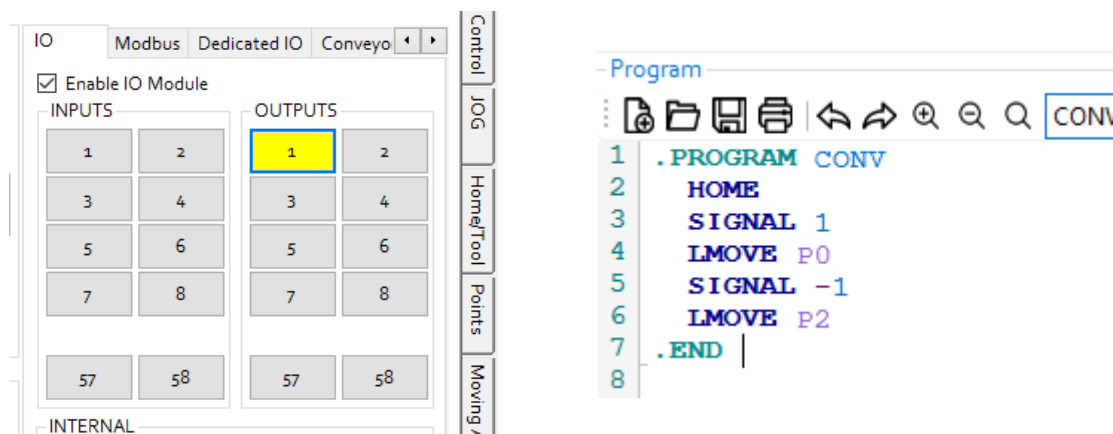 IO Modbus Dedicated IO Conveyo
Enable IO Module
INPUTS OUTPUTS
1 2 1 2
3 4 3 4
5 6 5 6
7 8 7 8
57 58 57 58
INTERNAL
Control
JOG
Home/Tool
Points
Moving
Program
CONV
1 .PROGRAM CONV
2 HOME
3 SIGNAL 1
4 LMOVE P0
5 SIGNAL -1
6 LMOVE P2
7 .END
8